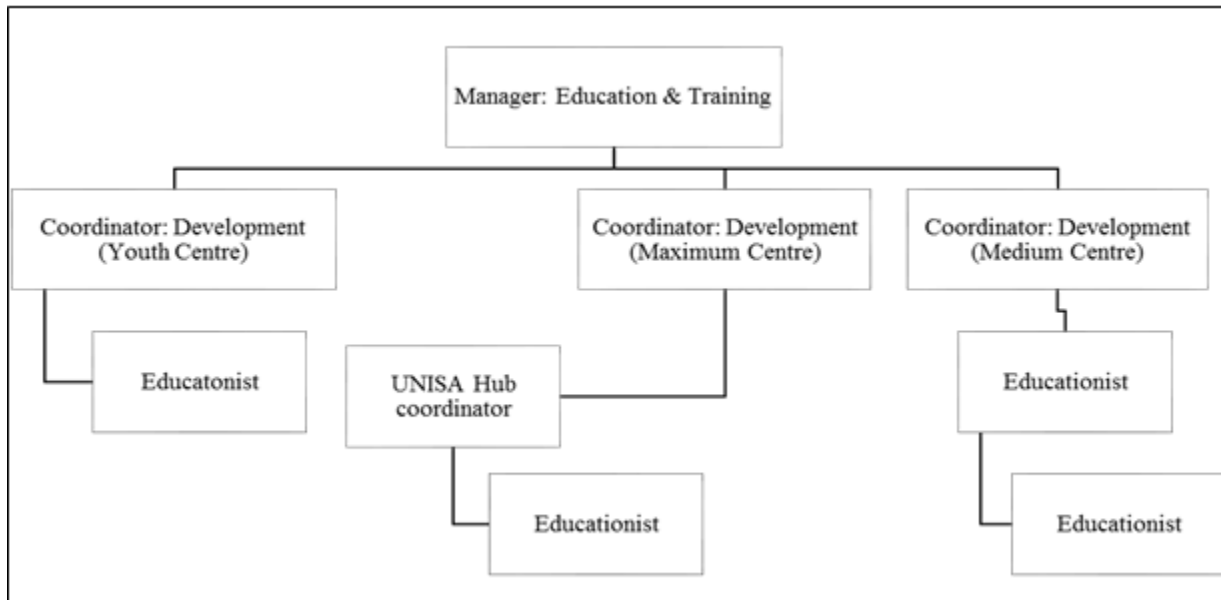 Manager: Education & Training
Coordinator: Development
(Youth Centre)
Coordinator: Development
(Maximum Centre)
Coordinator: Development
(Medium Centre)
Educatonist
UNISA Hub
coordinator
Educationist
Educationist
Educationist